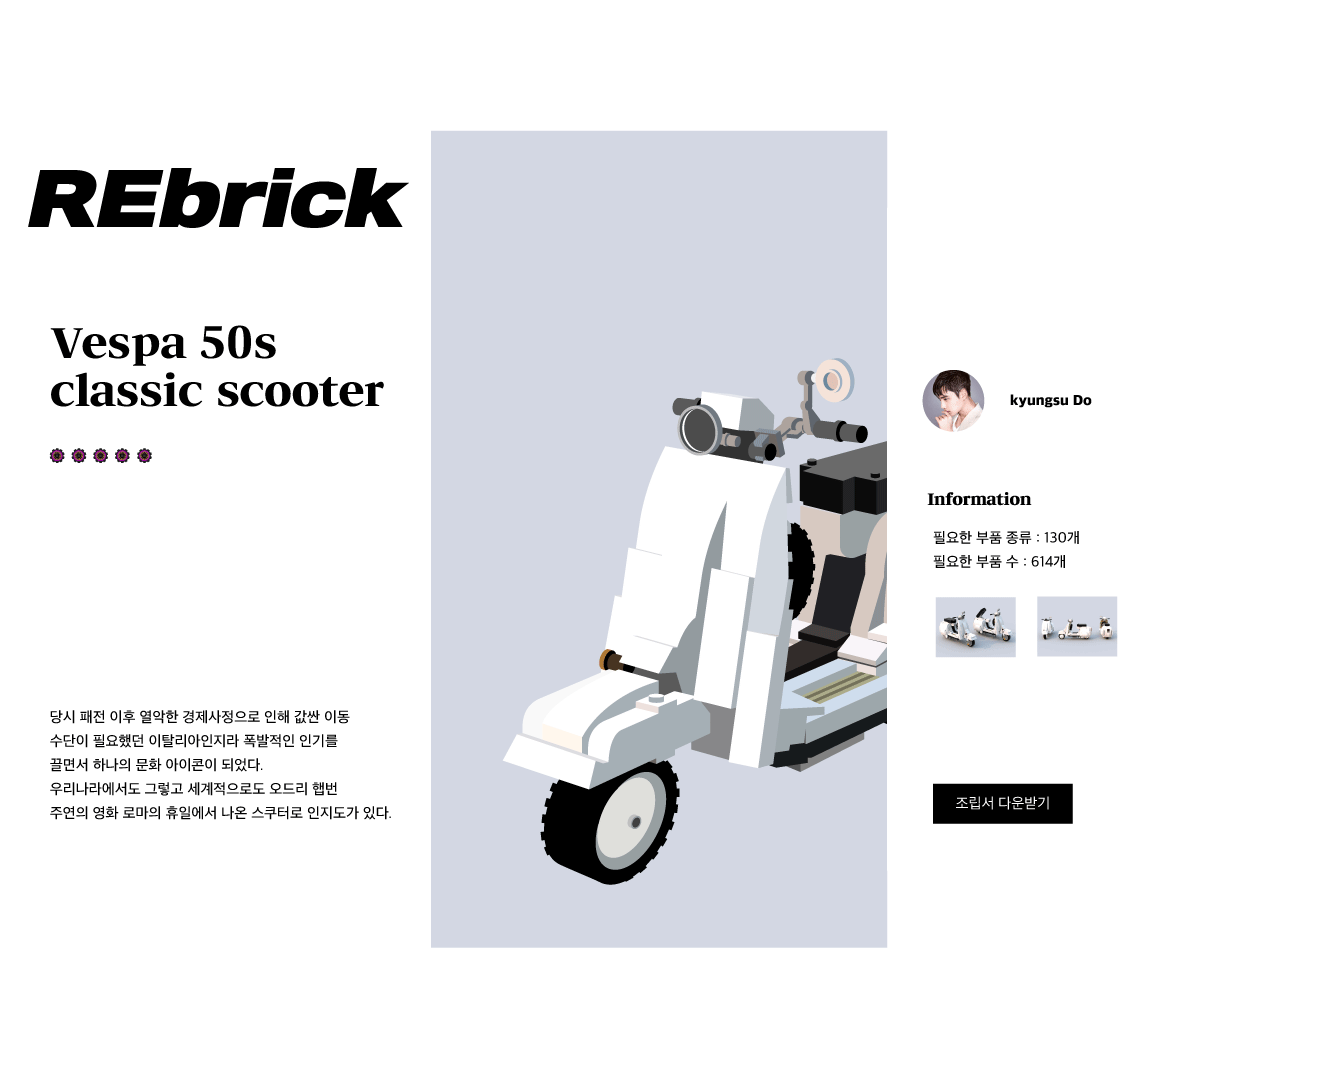 REbrick
Vespa 50s
classic scooter
당시 패전 이후 열악한 경제사정으로 인해 값싼 이동
수단이 필요했던 이탈리아인지라 폭발적인 인기를
끌면서 하나의 문화 아이콘이 되었다.
우리나라에서도 그렇고 세계적으로도 오드리 햅번
주연의 영화 로마의 휴일에서 나온 스쿠터로 인지도가 있다.
kyungsu Do
Information
필요한 부품 종류 : 130개
필요한 부품 수 : 614개
조립서 다운받기